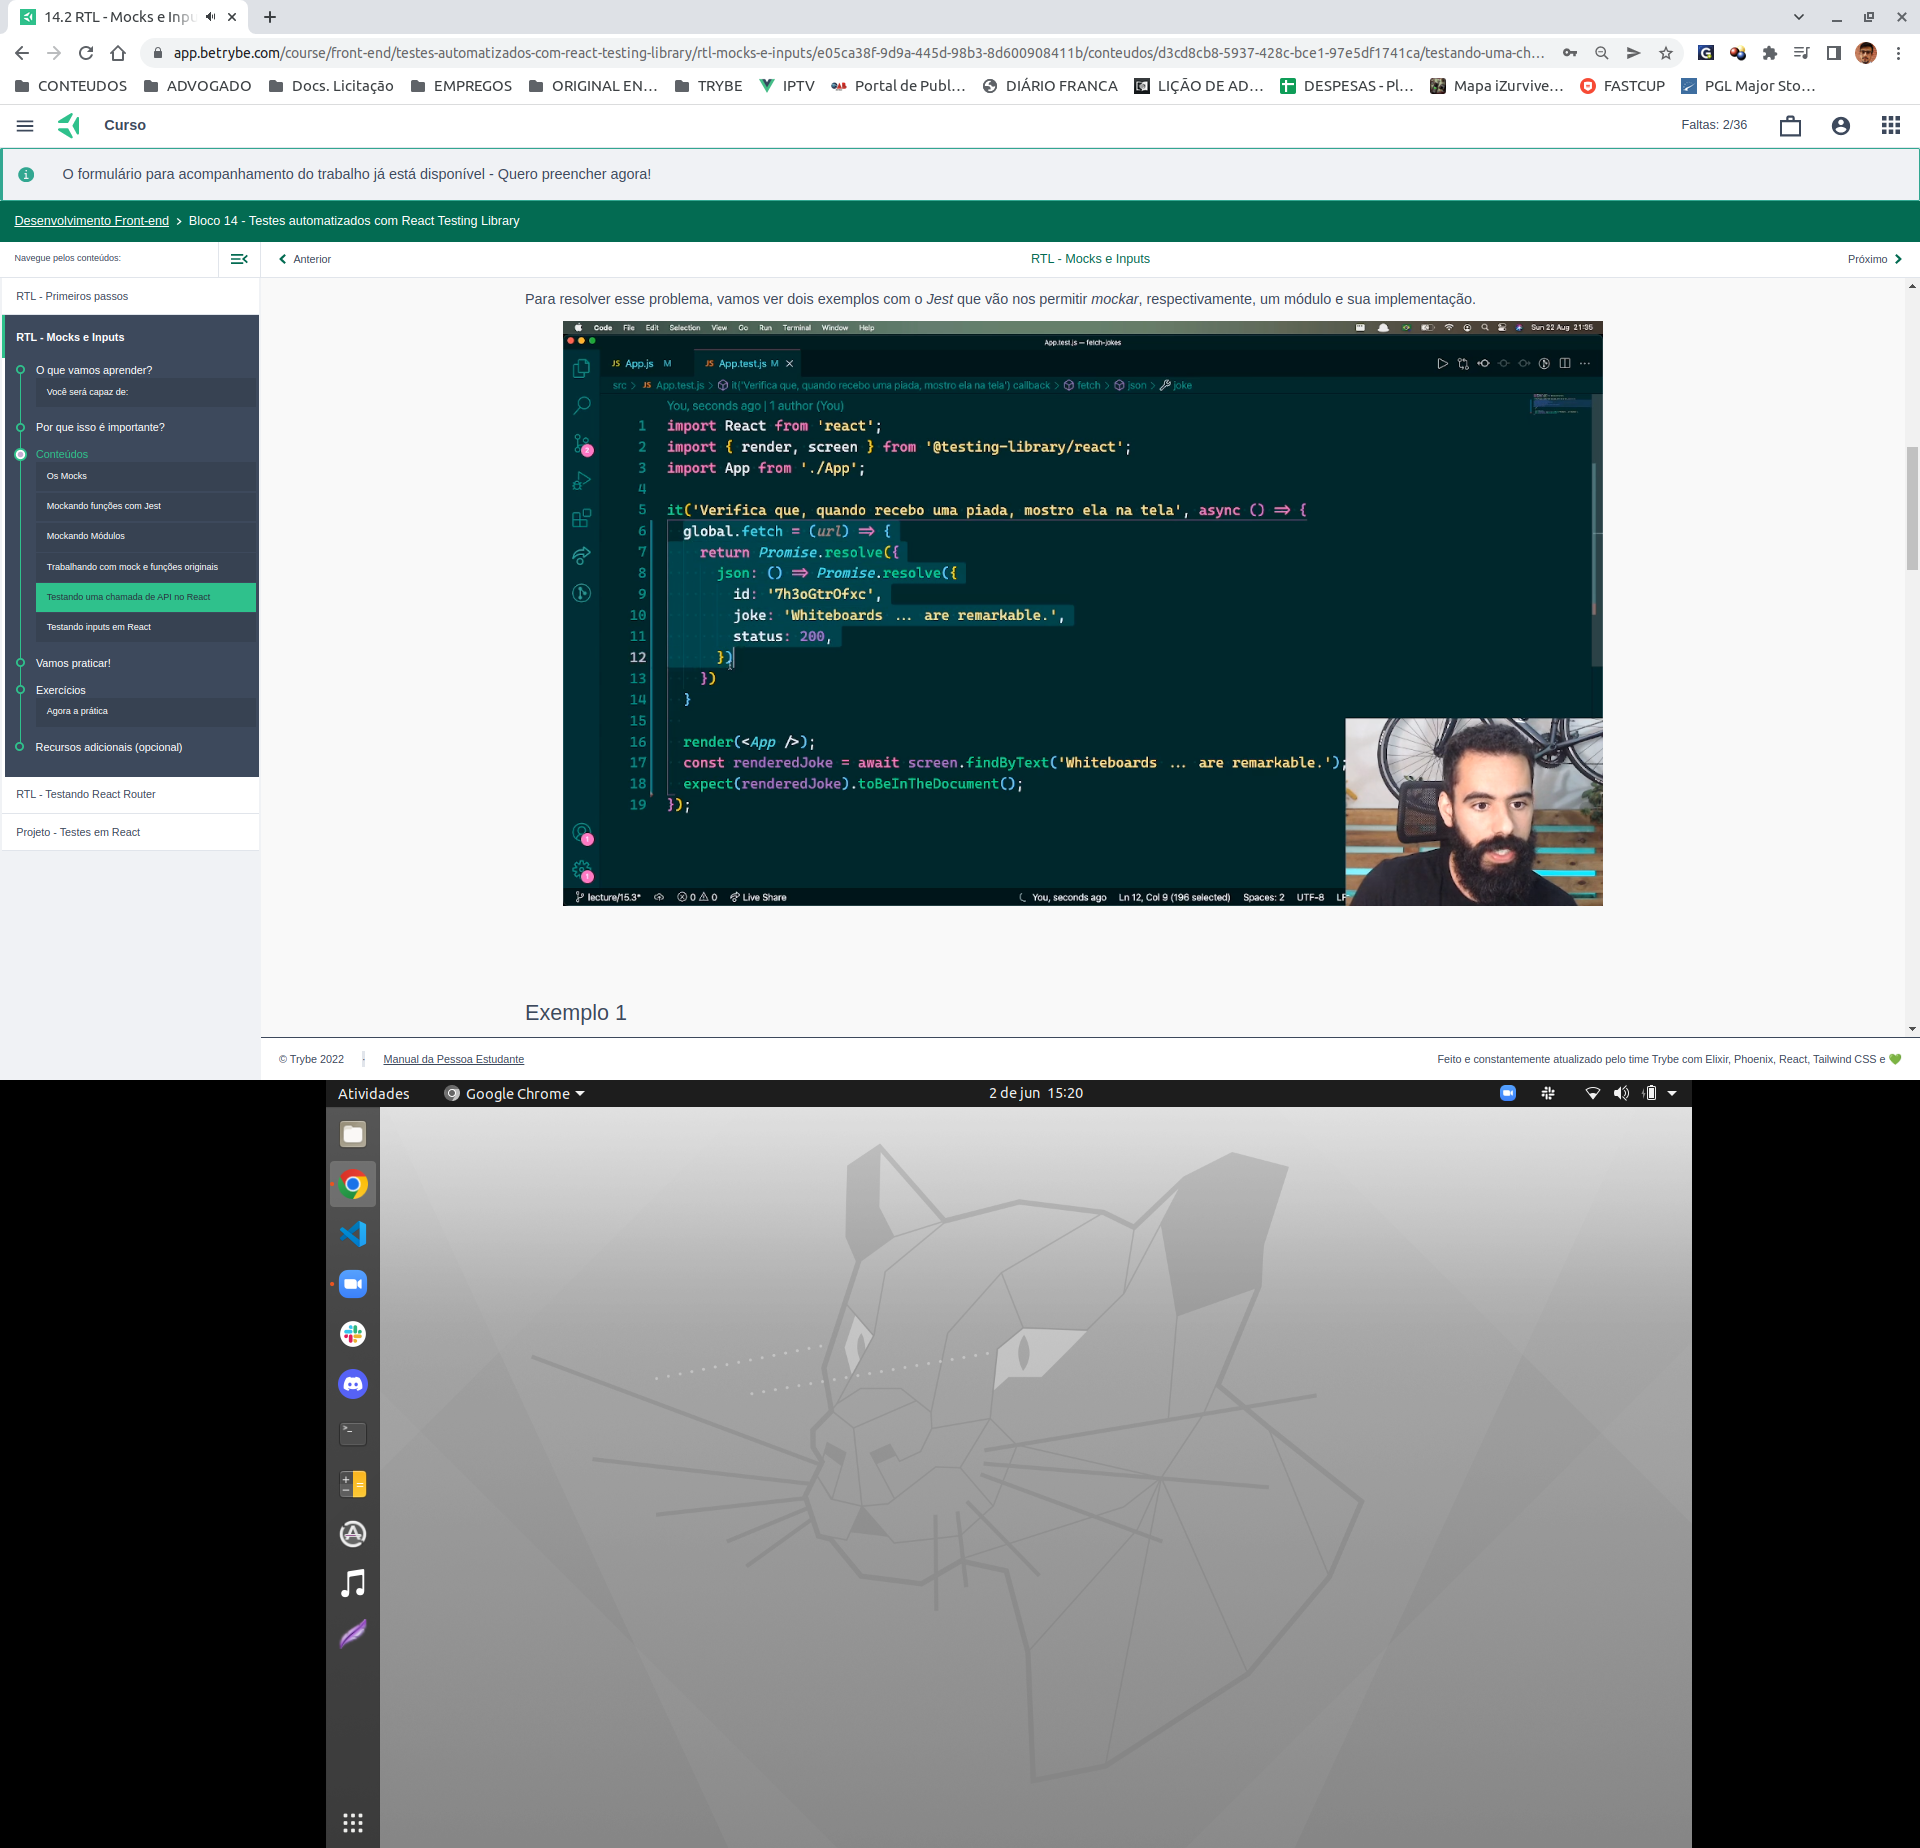 14.2 RTL - Mocks e Inpu
app.betrybe.com/course/front-end/testes-automatizados-com-react-testing-library/rtl-mocks-e-inputs/e05ca38f-9d9a-445d-98b3-8d600908411b/conteudos/d3cd8cb8-5937-428c-bce1-97e5df1741ca/testando-uma-ch...
CONTEUDOS ADVOGADO Docs. Licitação EMPREGOS ORIGINAL EN... TRYBE IPTV Portal de Publ... DIÁRIO FRANCA LIÇÃO DE AD... DESPESAS - Pl... Mapa iZurvive... FASTCUP PGL Major Sto...
Curso
Faltas: 2/36
O formulário para acompanhamento do trabalho já está disponível - Quero preencher agora!
Desenvolvimento Front-end > Bloco 14 - Testes automatizados com React Testing Library
Navegue pelos conteúdos:
Anterior
RTL - Mocks e Inputs
Próximo
RTL - Primeiros passos
RTL - Mocks e Inputs
O que vamos aprender?
Você será capaz de:
Por que isso é importante?
Conteúdos
Os Mocks
Mockando funções com Jest
Mockando Módulos
Trabalhando com mock e funções originais
Testando uma chamada de API no React
Testando inputs em React
Vamos praticar!
Exercícios
Agora a prática
Recursos adicionais (opcional)
RTL - Testando React Router
Projeto - Testes em React
Para resolver esse problema, vamos ver dois exemplos com o Jest que vão nos permitir mockar, respectivamente, um módulo e sua implementação.
Code File Edit Selection View Go Run Terminal Window Help
Sun 22 Aug 21:35
App.test.js — fetch-jokes
JS App.js M JS App.test.js M
src > JS App.test.js > it('Verifica que, quando recebo uma piada, mostro ela na tela') callback > fetch > json > joke
You, seconds ago | 1 author (You)
1 import React from 'react';
2 import { render, screen } from '@testing-library/react';
3 import App from './App';
4
5 it('Verifica que, quando recebo uma piada, mostro ela na tela', async () => {
6 global.fetch = (url) => {
7 return Promise.resolve({
8 json: () => Promise.resolve({
9 id: '7h3oGtrOfxc',
10 joke: 'Whiteboards ... are remarkable.',
11 status: 200,
12 })
13 })
14 }
15
16 render(<App />);
17 const renderedJoke = await screen.findByText('Whiteboards ... are remarkable.');
18 expect(renderedJoke).toBeInTheDocument();
19 });
2
1
1
lecture/15.3* 0 0 Live Share
You, seconds ago Ln 12, Col 9 (196 selected) Spaces: 2 UTF-8 LF
Exemplo 1
© Trybe 2022
Manual da Pessoa Estudante
Feito e constantemente atualizado pelo time Trybe com Elixir, Phoenix, React, Tailwind CSS e 💚
Atividades Google Chrome
2 de jun 15:20